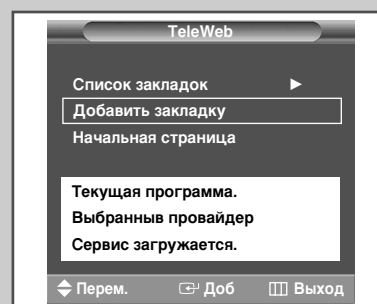 TeleWeb
Список закладок ►
Добавить закладку
Начальная страница
Текущая программа.
Выбранныв провайдер
Сервис загружается.
Перем. Доб Выход